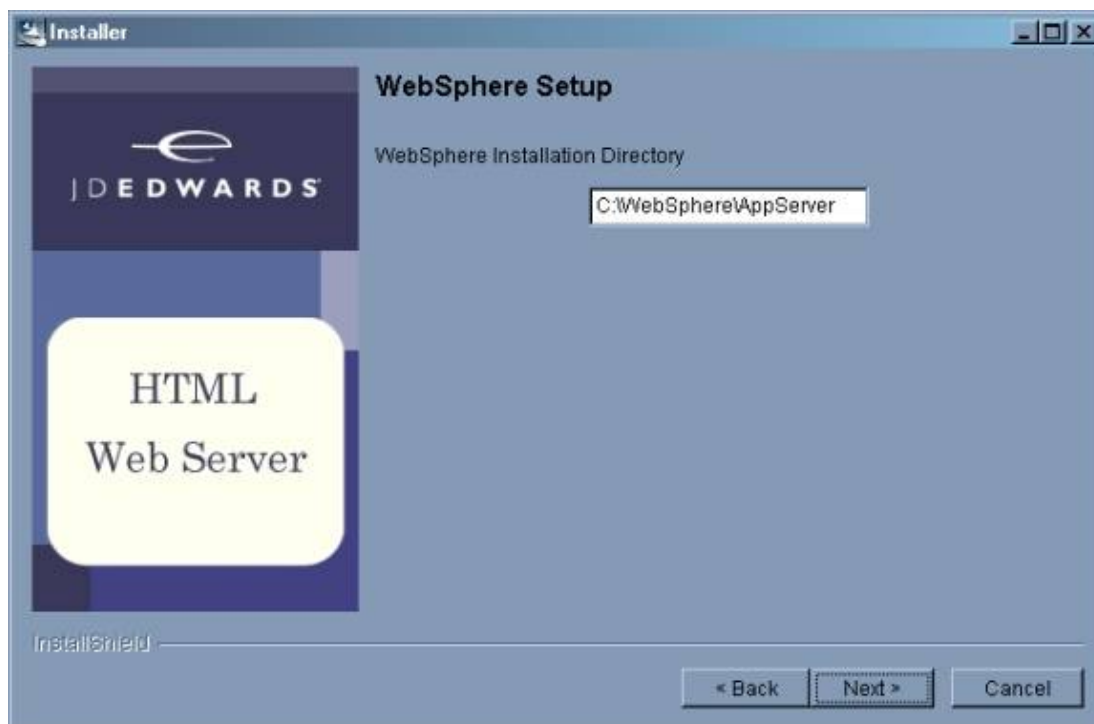 Installer
WebSphere Setup
JDEDWARDS
WebSphere Installation Directory
C:\WebSphere\AppServer
HTML
Web Server
InstallShield
< Back
Next >
Cancel